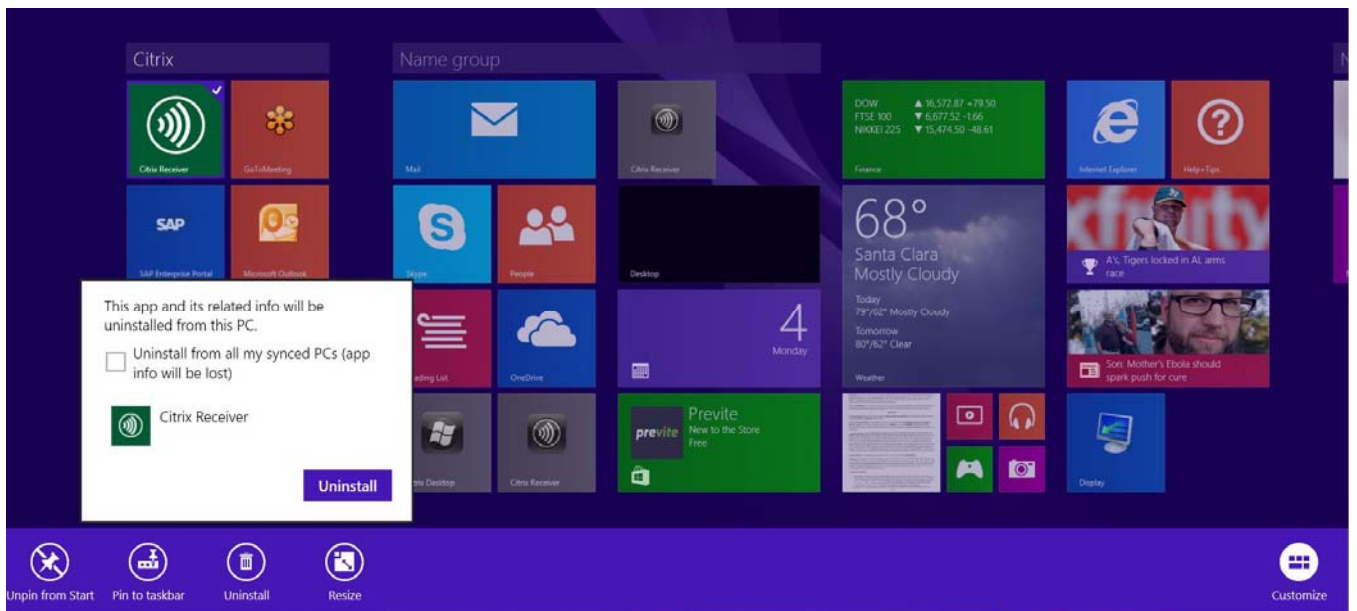 Citrix
Name group
N
Citrix Receiver
GoToMeeting
Mail
Citrix Receiver
DOW ▲ 16,572.87 +79.50
FTSE 100 ▼ 6,677.52 -1.66
NIKKEI 225 ▼ 15,474.50 -48.61
Finance
Internet Explorer
Help+Tips
SAP
SAP Enterprise Portal
Microsoft Outlook
Skype
People
Desktop
68°
Santa Clara
Mostly Cloudy
Today
79°/62° Mostly Cloudy
Tomorrow
80°/62° Clear
Weather
xfinity
A's, Tigers locked in AL arms
race
This app and its related info will be
uninstalled from this PC.
Uninstall from all my synced PCs (app
info will be lost)
Citrix Receiver
Uninstall
ading List
OneDrive
4
Monday
Son: Mother's Ebola should
spark push for cure
trix Desktop
Citrix Receiver
previte
Previte
New to the Store
Free
Display
Unpin from Start
Pin to taskbar
Uninstall
Resize
Customize